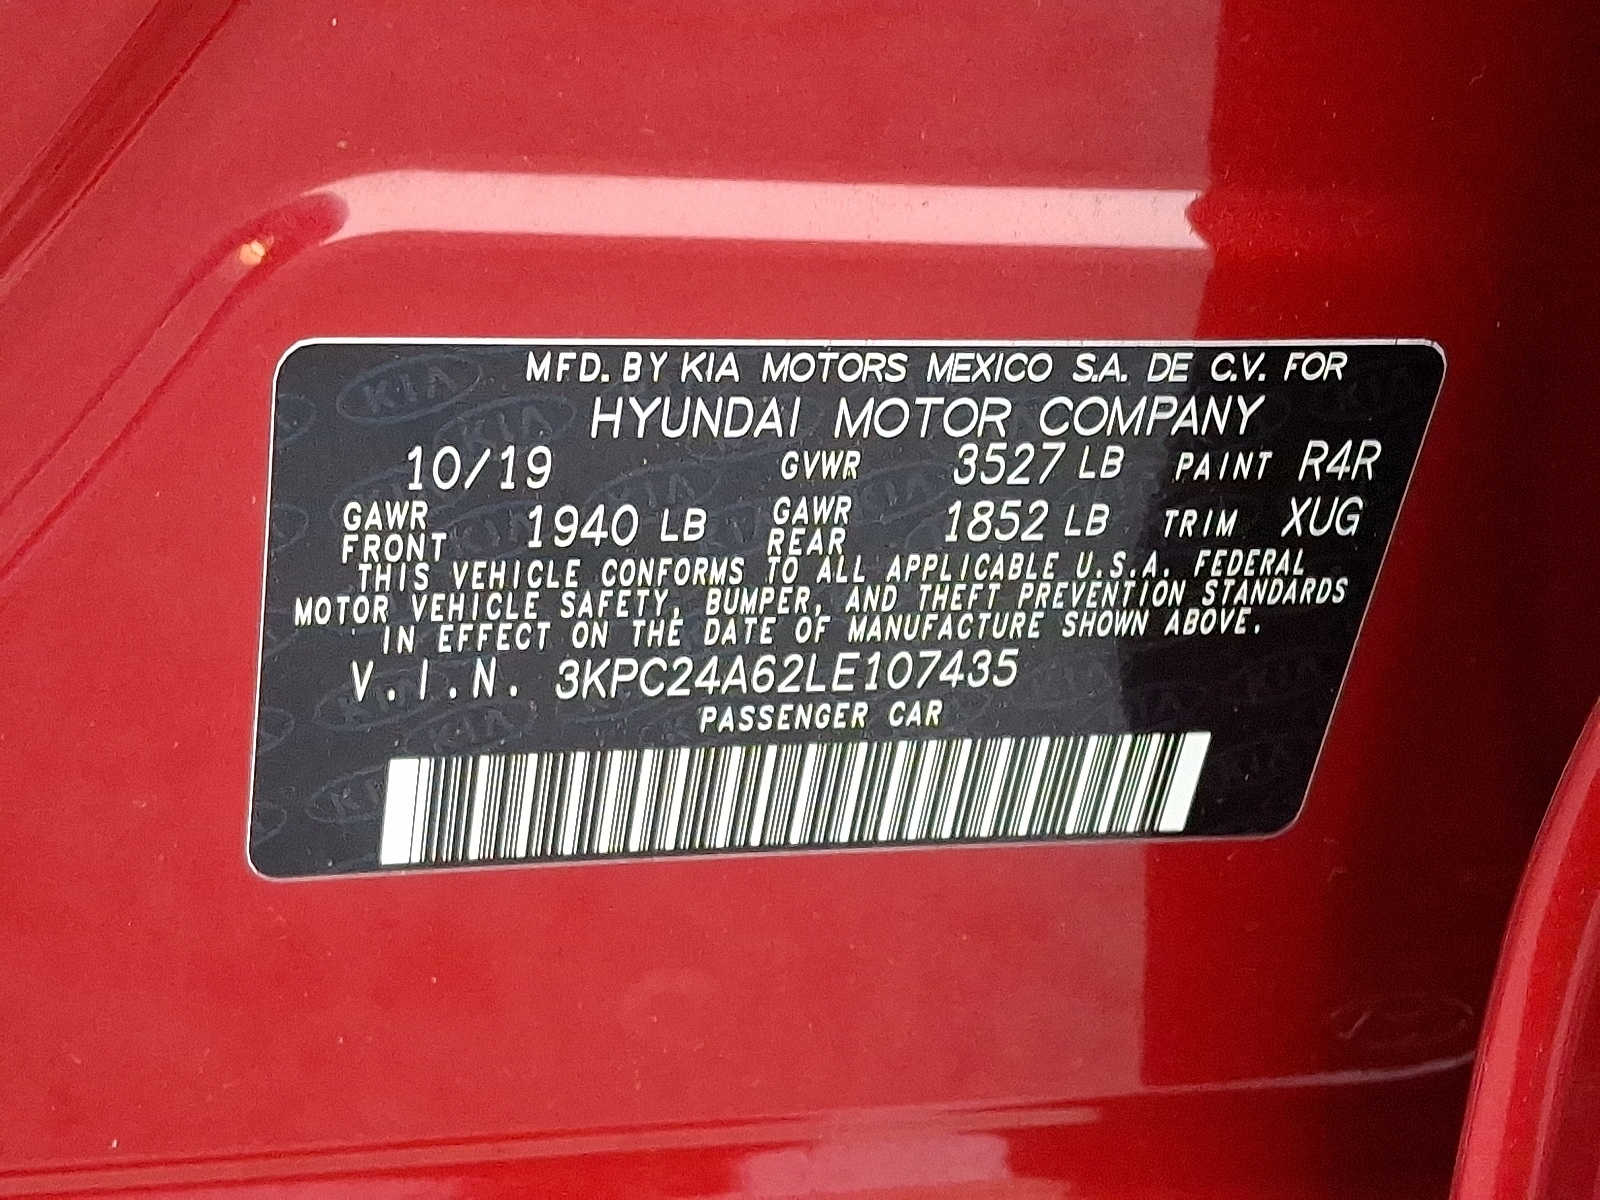 MFD. BY KIA MOTORS MEXICO S.A. DE C.V. FOR
HYUNDAI MOTOR COMPANY
10/19 GVWR 3527 LB PAINT R4R
GAWR FRONT 1940 LB GAWR REAR 1852 LB TRIM XUG
THIS VEHICLE CONFORMS TO ALL APPLICABLE U.S.A. FEDERAL
MOTOR VEHICLE SAFETY, BUMPER, AND THEFT PREVENTION STANDARDS
IN EFFECT ON THE DATE OF MANUFACTURE SHOWN ABOVE.
V.I.N. 3KPC24A62LE107435
PASSENGER CAR